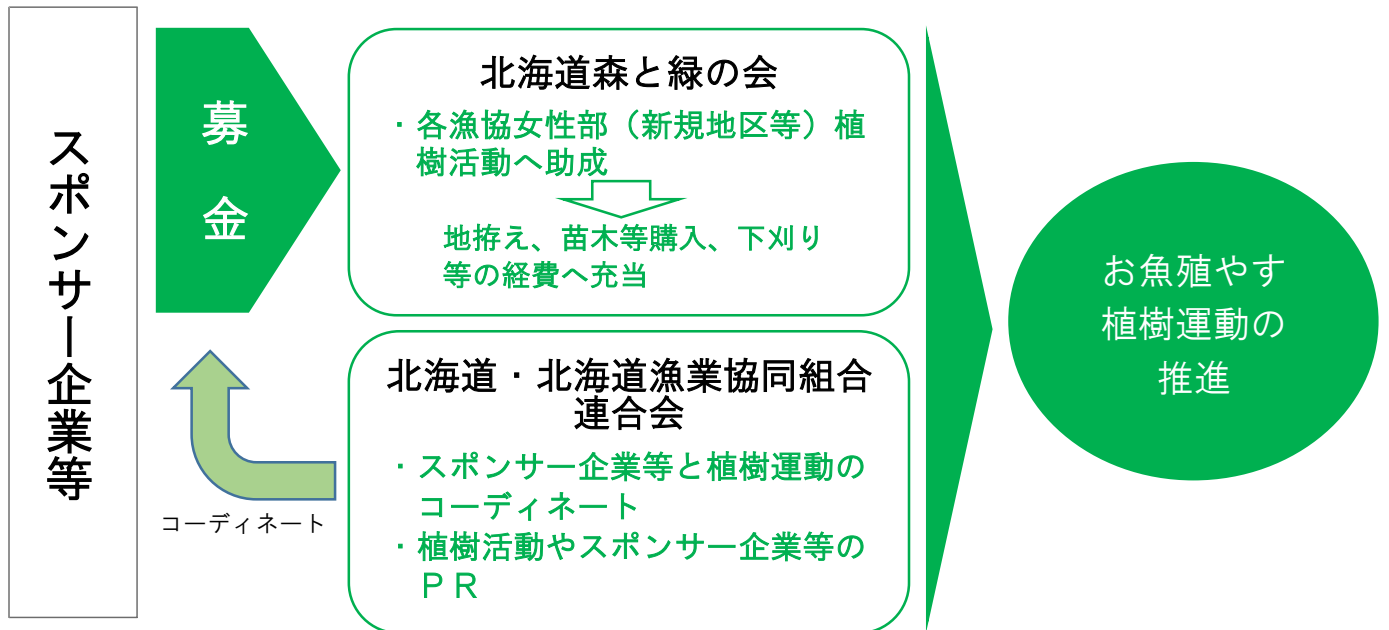 スポンサー企業等
募
金
北海道森と緑の会
・各漁協女性部（新規地区等）植
樹活動へ助成
地拵え、苗木等購入、下刈り
等の経費へ充当
コーディネート
北海道・北海道漁業協同組合
連合会
・スポンサー企業等と植樹運動の
コーディネート
・植樹活動やスポンサー企業等の
ＰＲ
お魚殖やす
植樹運動の
推進